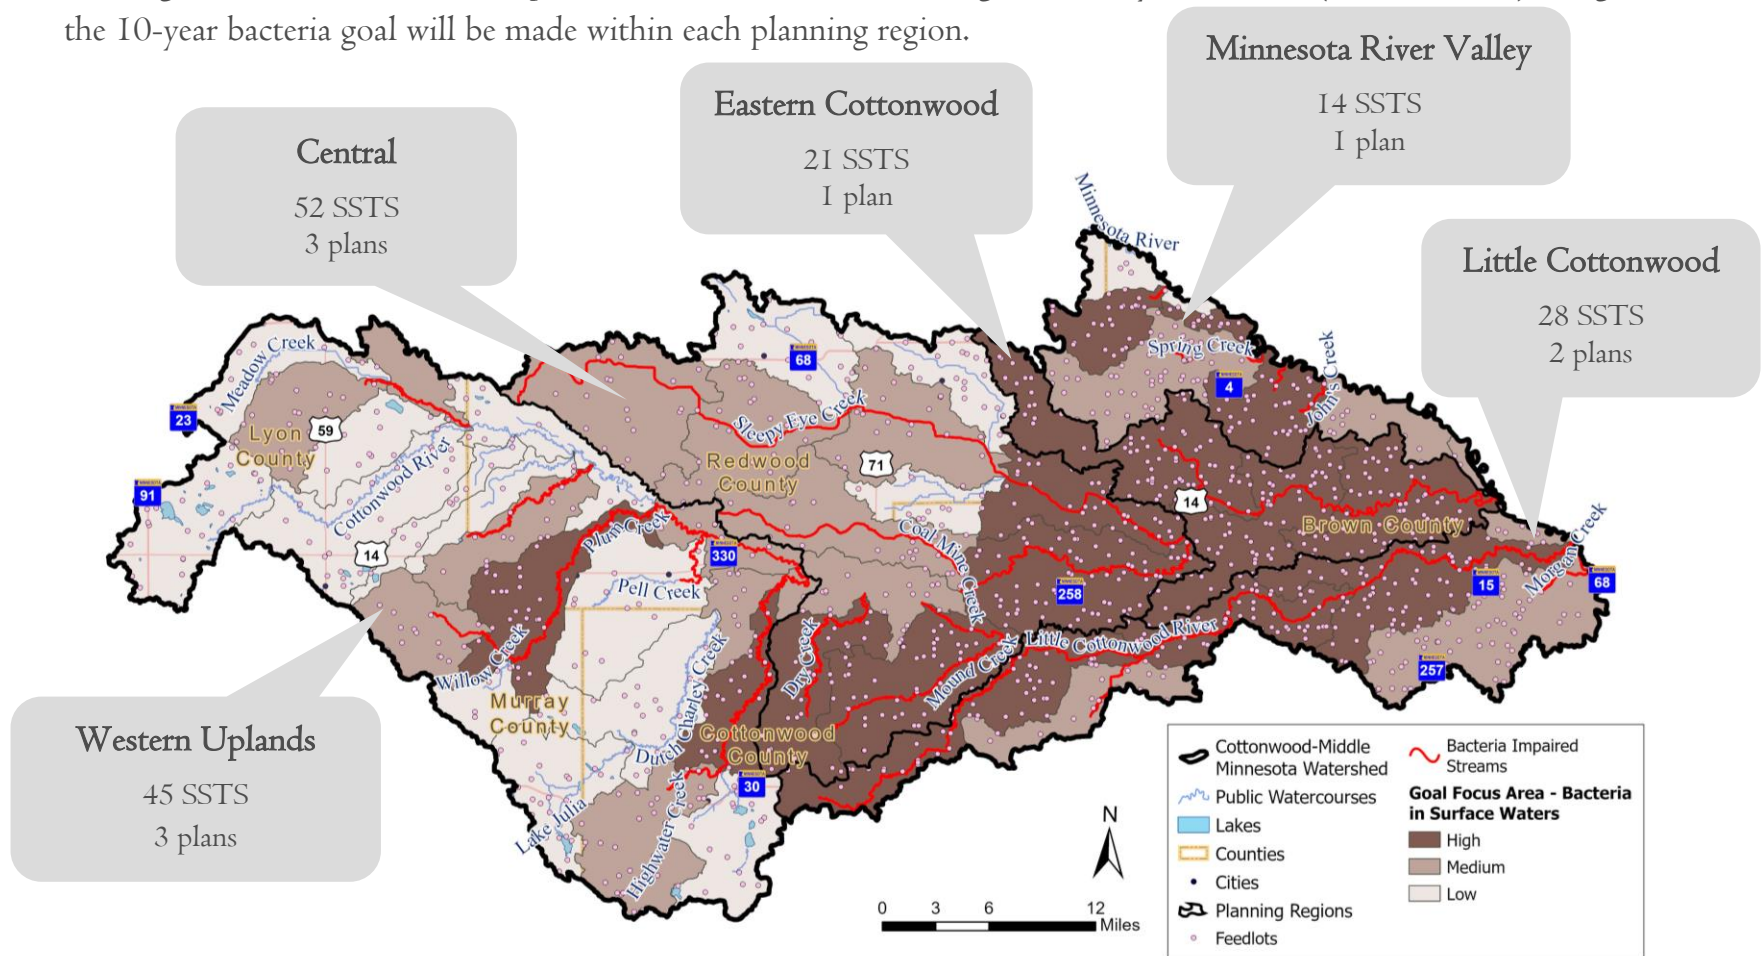 the 10-year bacteria goal will be made within each planning region.
Minnesota River Valley
14 SSTS
1 plan
Eastern Cottonwood
21 SSTS
1 plan
Central
52 SSTS
3 plans
Little Cottonwood
28 SSTS
2 plans
Western Uplands
45 SSTS
3 plans
Minnesota River
Spring Creek
John's Creek
4
68
Meadow Creek
23
59
Lyon
County
Cottonwood River
91
14
Sleepy Eye Creek
Redwood
County
71
14
Brown County
Plum Creek
330
Pell Creek
Coal Mine Creek
258
Morgan Creek
15
68
Willow Creek
Murray
County
Dutch Charley Creek
Dry Creek
Mound Creek
Little Cottonwood River
257
Cottonwood
County
30
Lake Julia
Highwater Creek
N
0 3 6 12
Miles
Cottonwood-Middle
Minnesota Watershed
Public Watercourses
Lakes
Counties
Cities
Planning Regions
Feedlots
Bacteria Impaired
Streams
Goal Focus Area - Bacteria
in Surface Waters
High
Medium
Low